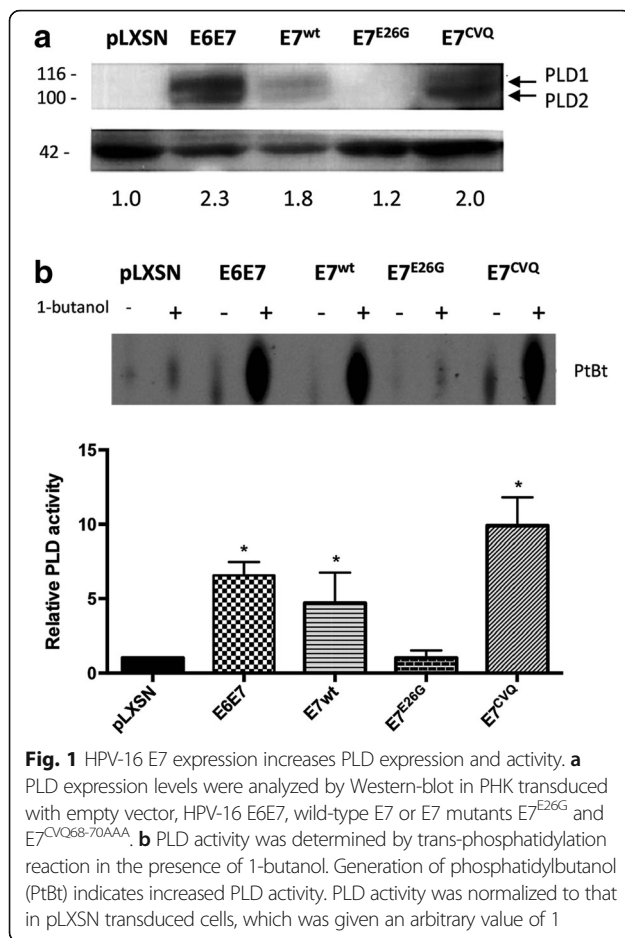 a
pLXSN E6E7 E7wt E7E26G E7CVQ
116 -
100 -
PLD1
PLD2
42 -
1.0 2.3 1.8 1.2 2.0
b
pLXSN E6E7 E7wt E7E26G E7CVQ
1-butanol - + - + - + - + - +
PtBt
15
10
5
0
Relative PLD activity
* * *
pLXSN E6E7 E7wt E7E26G E7CVQ
Fig. 1 HPV-16 E7 expression increases PLD expression and activity. a
PLD expression levels were analyzed by Western-blot in PHK transduced
with empty vector, HPV-16 E6E7, wild-type E7 or E7 mutants E7E26G and
E7CVQ68-70AAA. b PLD activity was determined by trans-phosphatidylation
reaction in the presence of 1-butanol. Generation of phosphatidylbutanol
(PtBt) indicates increased PLD activity. PLD activity was normalized to that
in pLXSN transduced cells, which was given an arbitrary value of 1